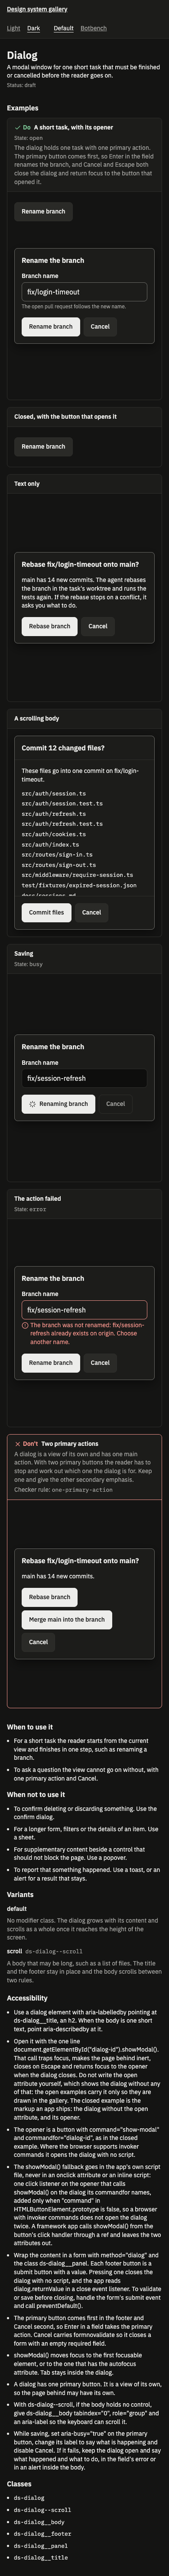 Design system gallery
Light Dark Default Botbench
Dialog
A modal window for one short task that must be finished
or cancelled before the reader goes on.
Status: draft
Examples
Do A short task, with its opener
State: open
The dialog holds one task with one primary action.
The primary button comes first, so Enter in the field
renames the branch, and Cancel and Escape both
close the dialog and return focus to the button that
opened it.
Rename branch
Rename the branch
Branch name
fix/login-timeout
The open pull request follows the new name.
Rename branch Cancel
Closed, with the button that opens it
Rename branch
Text only
Rebase fix/login-timeout onto main?
main has 14 new commits. The agent rebases
the branch in the task's worktree and runs the
tests again. If the rebase stops on a conflict, it
asks you what to do.
Rebase branch Cancel
A scrolling body
Commit 12 changed files?
These files go into one commit on fix/login-
timeout.
src/auth/session.ts
src/auth/session.test.ts
src/auth/refresh.ts
src/auth/refresh.test.ts
src/auth/cookies.ts
src/auth/index.ts
src/routes/sign-in.ts
src/routes/sign-out.ts
src/middleware/require-session.ts
test/fixtures/expired-session.json
docs/sessions.md
Commit files Cancel
Saving
State: busy
Rename the branch
Branch name
fix/session-refresh
Renaming branch Cancel
The action failed
State: error
Rename the branch
Branch name
fix/session-refresh
The branch was not renamed: fix/session-
refresh already exists on origin. Choose
another name.
Rename branch Cancel
Don't Two primary actions
A dialog is a view of its own and has one main
action. With two primary buttons the reader has to
stop and work out which one the dialog is for. Keep
one and give the other secondary emphasis.
Checker rule: one-primary-action
Rebase fix/login-timeout onto main?
main has 14 new commits.
Rebase branch
Merge main into the branch
Cancel
When to use it
For a short task the reader starts from the current
view and finishes in one step, such as renaming a
branch.
To ask a question the view cannot go on without, with
one primary action and Cancel.
When not to use it
To confirm deleting or discarding something. Use the
confirm dialog.
For a longer form, filters or the details of an item. Use
a sheet.
For supplementary content beside a control that
should not block the page. Use a popover.
To report that something happened. Use a toast, or an
alert for a result that stays.
Variants
default
No modifier class. The dialog grows with its content and
scrolls as a whole once it reaches the height of the
screen.
scroll ds-dialog--scroll
A body that may be long, such as a list of files. The title
and the footer stay in place and the body scrolls between
two rules.
Accessibility
Use a dialog element with aria-labelledby pointing at
ds-dialog__title, an h2. When the body is one short
text, point aria-describedby at it.
Open it with the one line
document.getElementById("dialog-id").showModal().
That call traps focus, makes the page behind inert,
closes on Escape and returns focus to the opener
when the dialog closes. Do not write the open
attribute yourself, which shows the dialog without any
of that: the open examples carry it only so they are
drawn in the gallery. The closed example is the
markup an app ships: the dialog without the open
attribute, and its opener.
The opener is a button with command="show-modal"
and commandfor="dialog-id", as in the closed
example. Where the browser supports invoker
commands it opens the dialog with no script.
The showModal() fallback goes in the app's own script
file, never in an onclick attribute or an inline script:
one click listener on the opener that calls
showModal() on the dialog its commandfor names,
added only when "command" in
HTMLButtonElement.prototype is false, so a browser
with invoker commands does not open the dialog
twice. A framework app calls showModal() from the
button's click handler through a ref and leaves the two
attributes out.
Wrap the content in a form with method="dialog" and
the class ds-dialog__panel. Each footer button is a
submit button with a value. Pressing one closes the
dialog with no script, and the app reads
dialog.returnValue in a close event listener. To validate
or save before closing, handle the form's submit event
and call preventDefault().
The primary button comes first in the footer and
Cancel second, so Enter in a field takes the primary
action. Cancel carries formnovalidate so it closes a
form with an empty required field.
showModal() moves focus to the first focusable
element, or to the one that has the autofocus
attribute. Tab stays inside the dialog.
A dialog has one primary button. It is a view of its own,
so the page behind may have its own.
With ds-dialog--scroll, if the body holds no control,
give ds-dialog__body tabindex="0", role="group" and
an aria-label so the keyboard can scroll it.
While saving, set aria-busy="true" on the primary
button, change its label to say what is happening and
disable Cancel. If it fails, keep the dialog open and say
what happened and what to do, in the field's error or
in an alert inside the body.
Classes
ds-dialog
ds-dialog--scroll
ds-dialog__body
ds-dialog__footer
ds-dialog__panel
ds-dialog__title